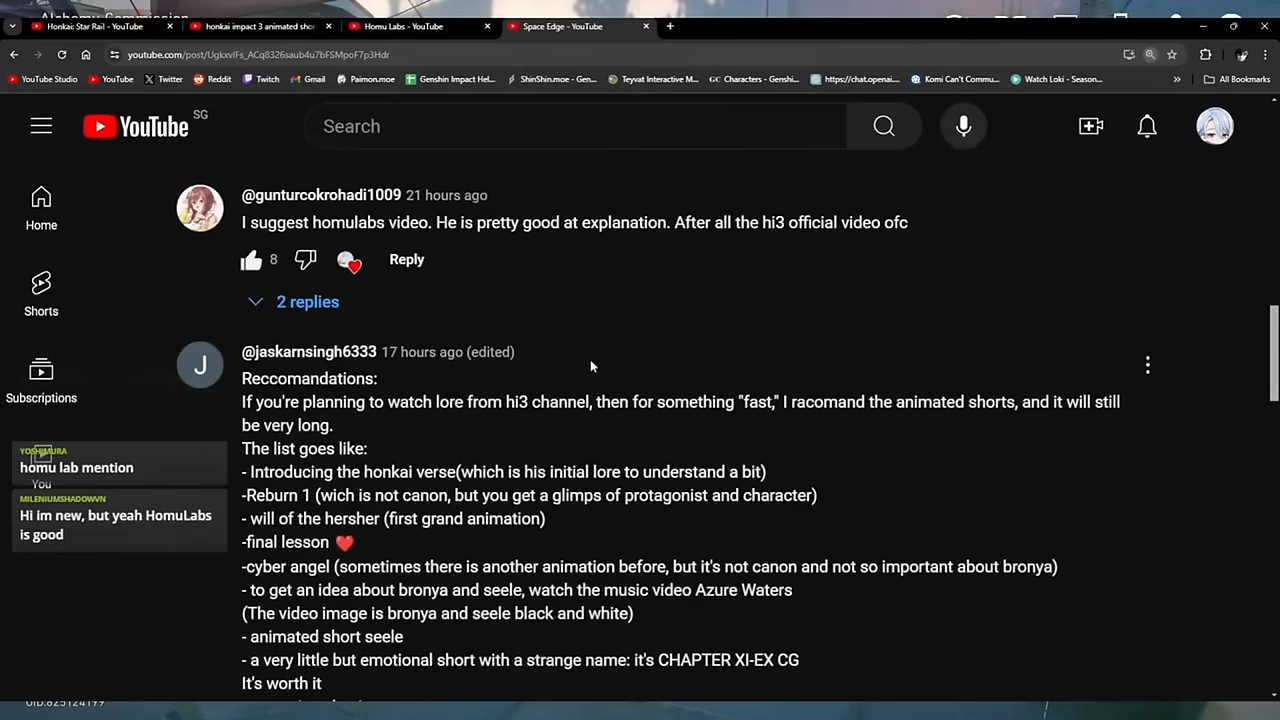 Alchemy Commission
Honkai: Star Rail - YouTube
honkai impact 3 animated shor
Homu Labs - YouTube
Space Edge - YouTube
youtube.com/post/UgkxvIFs_ACq8326saub4u7bFSMpoF7p3Hdr
YouTube Studio
YouTube
Twitter
Reddit
Twitch
Gmail
Paimon.moe
Genshin Impact Hel...
ShinShin.moe - Gen...
Teyvat Interactive M...
GC Characters - Genshi...
https://chat.openai...
Komi Can't Commu...
Watch Loki - Season...
All Bookmarks
YouTube SG
Search
Home
Shorts
Subscriptions
You
@gunturcokrohadi1009 21 hours ago
I suggest homulabs video. He is pretty good at explanation. After all the hi3 official video ofc
8
Reply
2 replies
J
@jaskarnsingh6333 17 hours ago (edited)
Reccomandations:
If you're planning to watch lore from hi3 channel, then for something "fast," I racomand the animated shorts, and it will still
be very long.
The list goes like:
- Introducing the honkai verse(which is his initial lore to understand a bit)
-Reburn 1 (wich is not canon, but you get a glimps of protagonist and character)
- will of the hersher (first grand animation)
-final lesson ❤️
-cyber angel (sometimes there is another animation before, but it's not canon and not so important about bronya)
- to get an idea about bronya and seele, watch the music video Azure Waters
(The video image is bronya and seele black and white)
- animated short seele
- a very little but emotional short with a strange name: it's CHAPTER XI-EX CG
It's worth it
YOSHIMURA
homu lab mention
MILENIUMSHADOWVN
Hi im new, but yeah HomuLabs
is good
UID:825124199